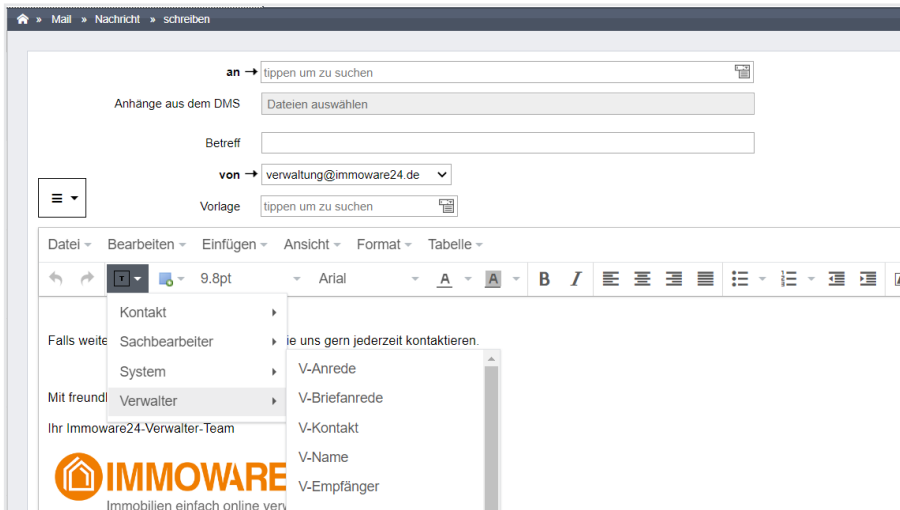 » Mail » Nachricht » schreiben
an → tippen um zu suchen
Anhänge aus dem DMS Dateien auswählen
Betreff
von → verwaltung@immoware24.de
Vorlage tippen um zu suchen
Datei Bearbeiten Einfügen Ansicht Format Tabelle
T 9.8pt Arial A A B I
Kontakt
Falls weite ie uns gern jederzeit kontaktieren.
Sachbearbeiter
System
V-Anrede
Mit freund Verwalter V-Briefanrede
Ihr Immoware24-Verwalter-Team V-Kontakt
V-Name
IMMOWARE
V-Empfänger
Immobilien einfach online ver